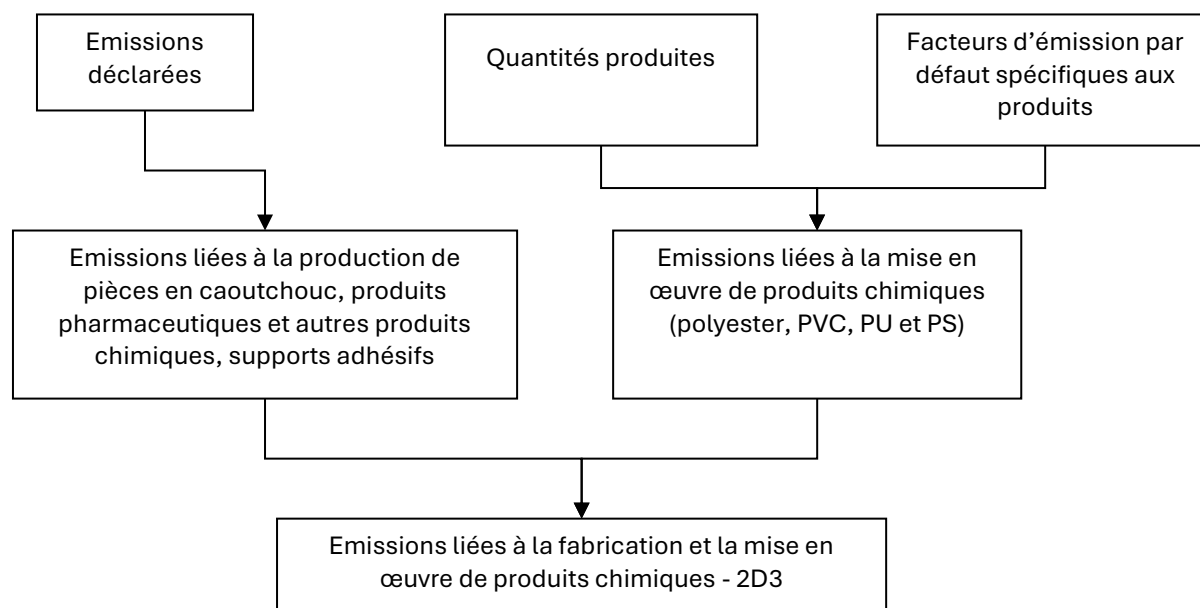 Emissions
déclarées
Quantités produites
Facteurs d’émission par
défaut spécifiques aux
produits
Emissions liées à la production de
pièces en caoutchouc, produits
pharmaceutiques et autres produits
chimiques, supports adhésifs
Emissions liées à la mise en
œuvre de produits chimiques
(polyester, PVC, PU et PS)
Emissions liées à la fabrication et la mise en
œuvre de produits chimiques - 2D3